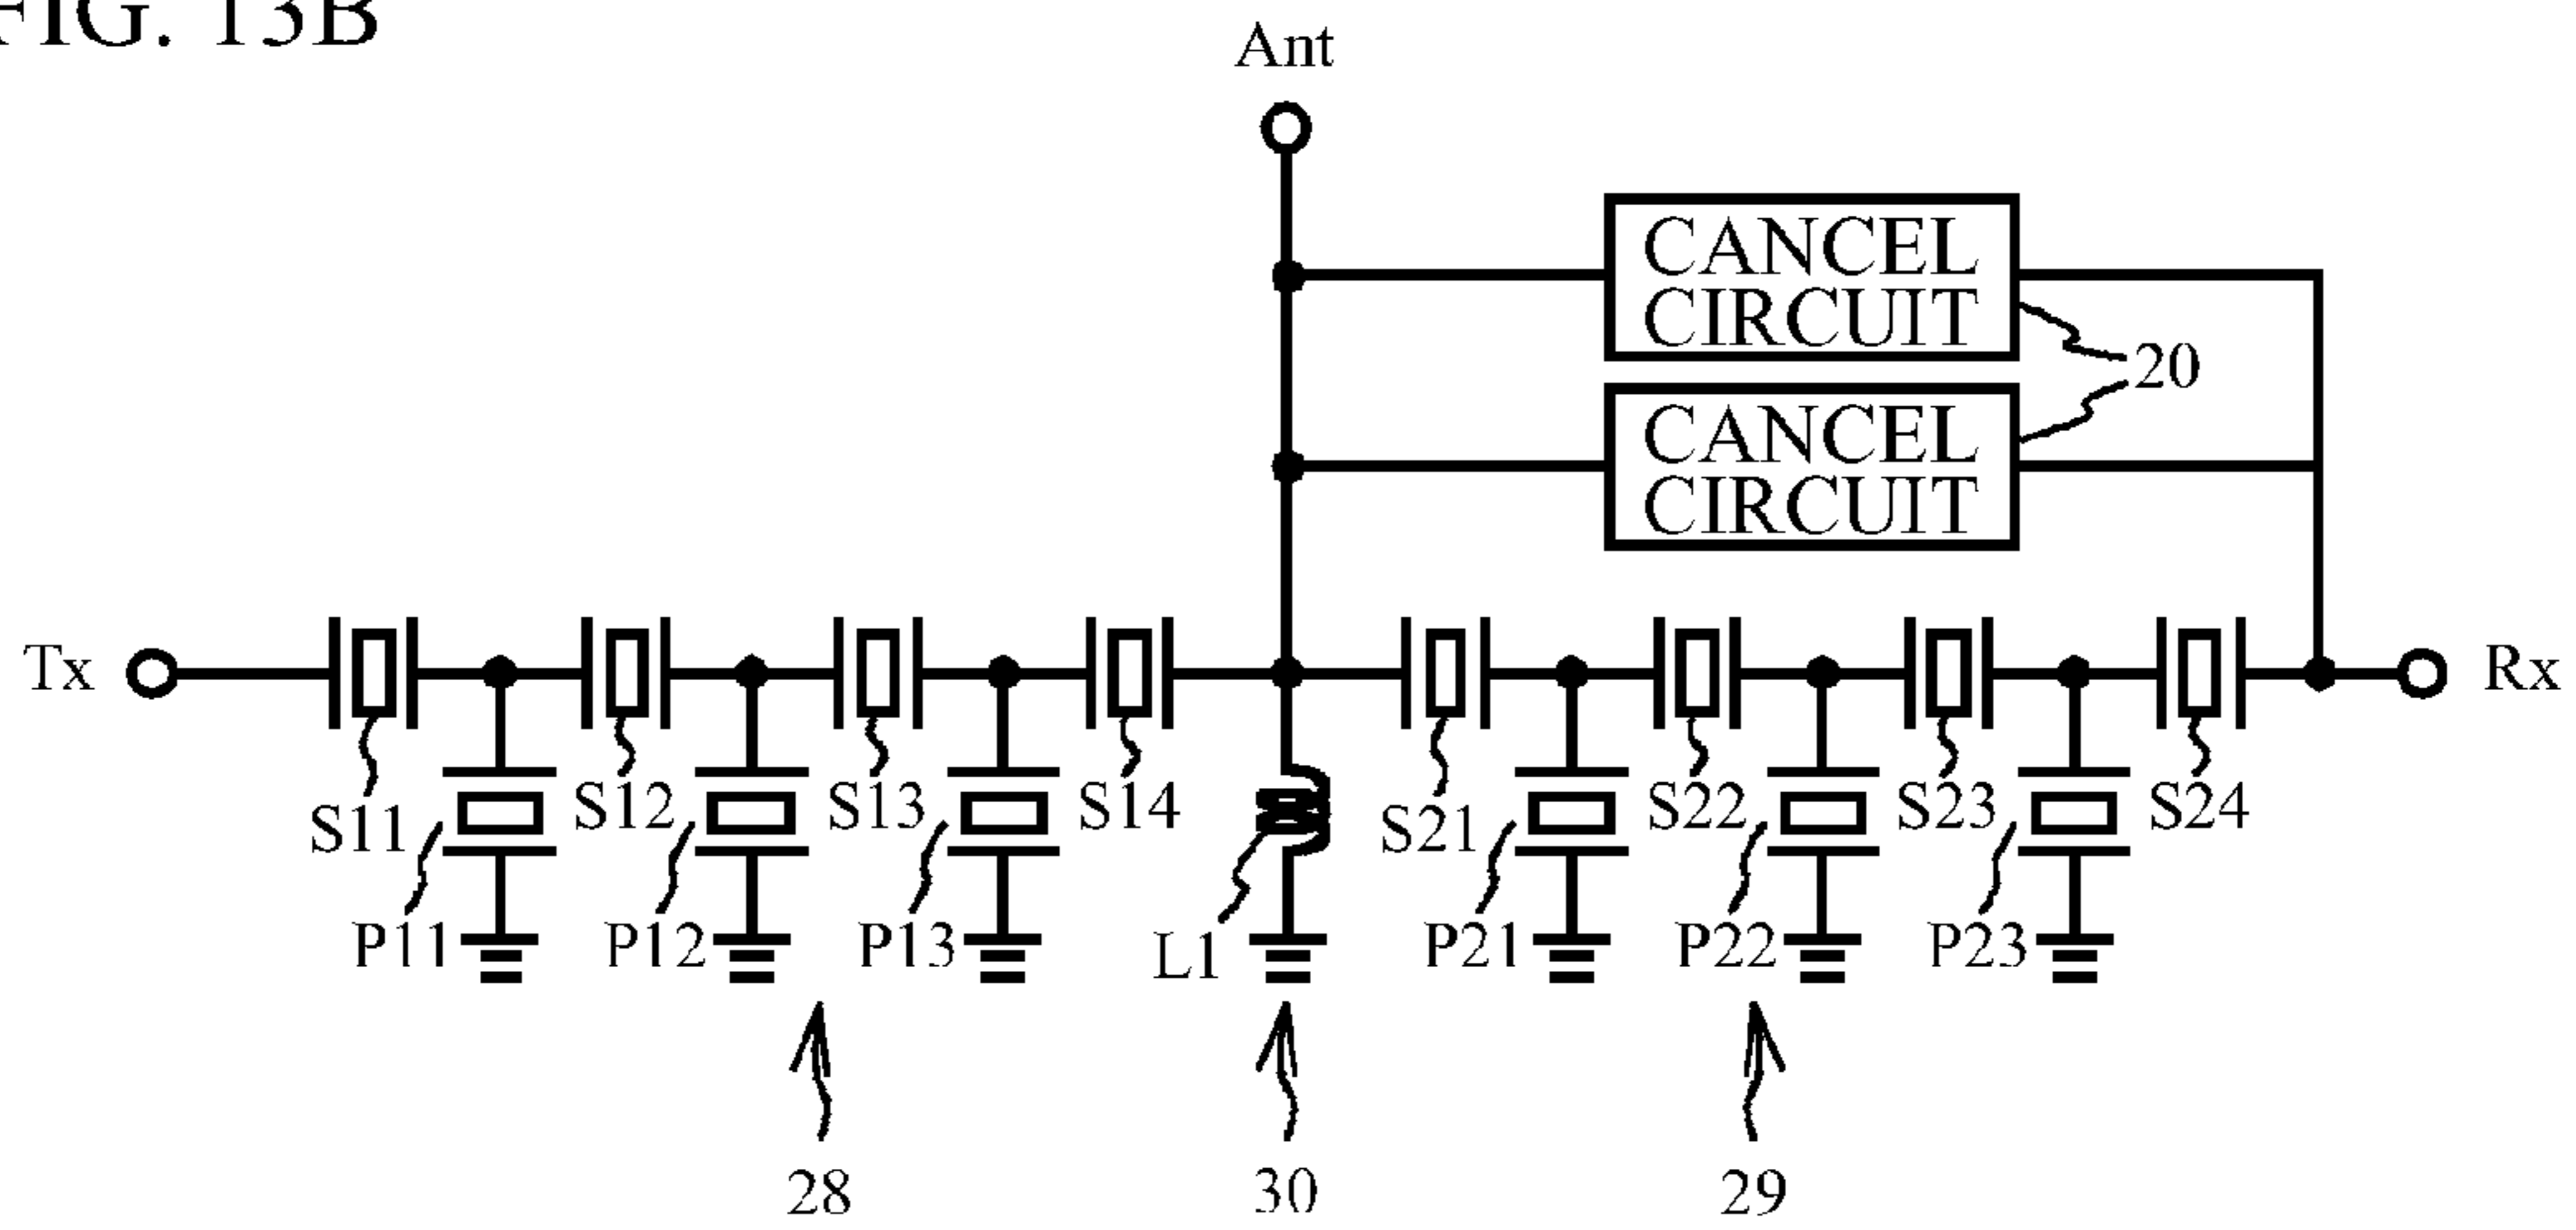 FIG. 13B
Ant
CANCEL
CIRCUIT
20
CANCEL
CIRCUIT
Tx
Rx
S11
S12
S13
S14
S21
S22
S23
S24
P11
P12
P13
L1
P21
P22
P23
28
30
29